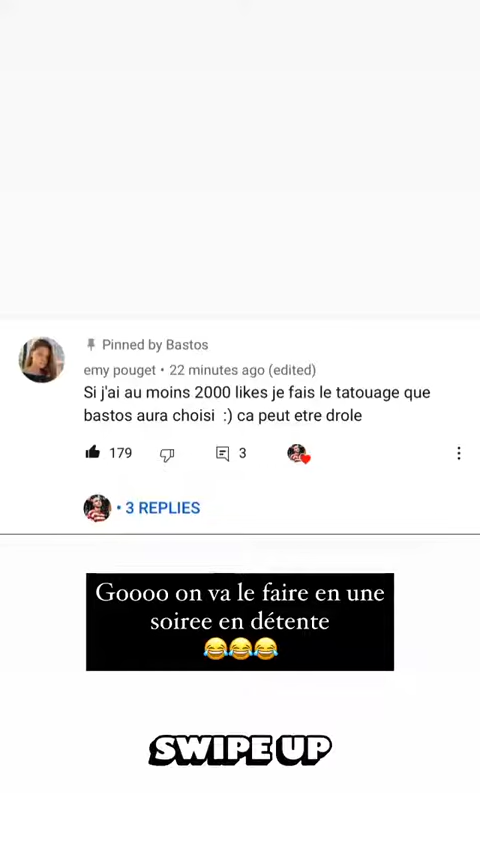 Pinned by Bastos
emy pouget • 22 minutes ago (edited)
Si j'ai au moins 2000 likes je fais le tatouage que
bastos aura choisi :) ca peut etre drole
179 3
• 3 REPLIES
Goooo on va le faire en une
soiree en détente
😂😂😂
SWIPE UP